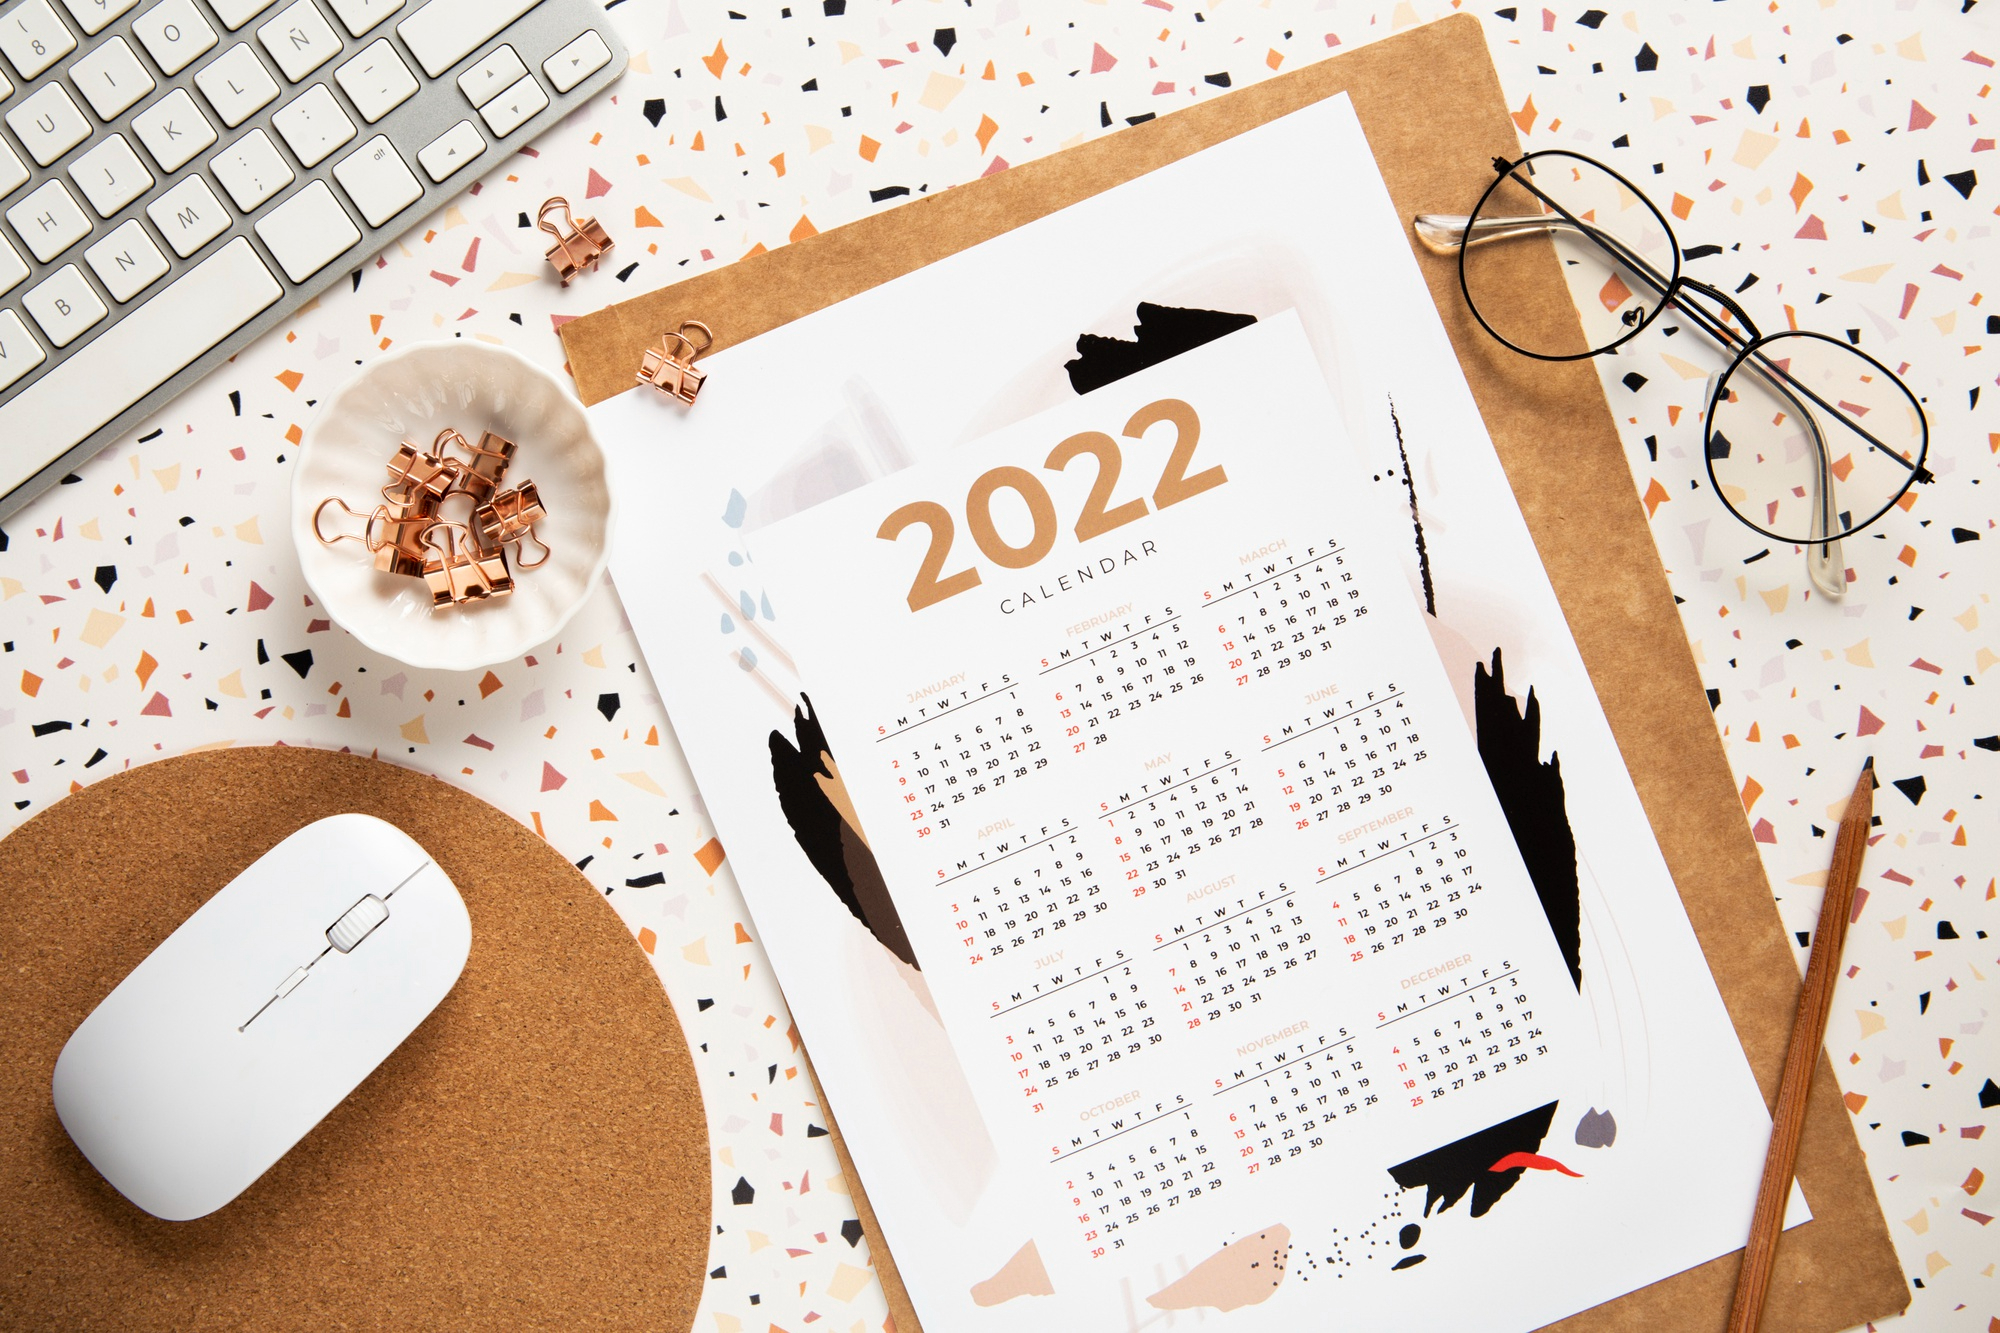 8 O Ñ
U I L
J K
H N M alt
B
2022
CALENDAR
JANUARY
S M T W T F S
1
2 3 4 5 6 7 8
9 10 11 12 13 14 15
16 17 18 19 20 21 22
23 24 25 26 27 28 29
30 31
FEBRUARY
S M T W T F S
1 2 3 4 5
6 7 8 9 10 11 12
13 14 15 16 17 18 19
20 21 22 23 24 25 26
27 28
MARCH
S M T W T F S
1 2 3 4 5
6 7 8 9 10 11 12
13 14 15 16 17 18 19
20 21 22 23 24 25 26
27 28 29 30 31
APRIL
S M T W T F S
1 2
3 4 5 6 7 8 9
10 11 12 13 14 15 16
17 18 19 20 21 22 23
24 25 26 27 28 29 30
MAY
S M T W T F S
1 2 3 4 5 6 7
8 9 10 11 12 13 14
15 16 17 18 19 20 21
22 23 24 25 26 27 28
29 30 31
JUNE
S M T W T F S
1 2 3 4
5 6 7 8 9 10 11
12 13 14 15 16 17 18
19 20 21 22 23 24 25
26 27 28 29 30
JULY
S M T W T F S
1 2
3 4 5 6 7 8 9
10 11 12 13 14 15 16
17 18 19 20 21 22 23
24 25 26 27 28 29 30
31
AUGUST
S M T W T F S
1 2 3 4 5 6
7 8 9 10 11 12 13
14 15 16 17 18 19 20
21 22 23 24 25 26 27
28 29 30 31
SEPTEMBER
S M T W T F S
1 2 3
4 5 6 7 8 9 10
11 12 13 14 15 16 17
18 19 20 21 22 23 24
25 26 27 28 29 30
OCTOBER
S M T W T F S
1
2 3 4 5 6 7 8
9 10 11 12 13 14 15
16 17 18 19 20 21 22
23 24 25 26 27 28 29
30 31
NOVEMBER
S M T W T F S
1 2 3 4 5
6 7 8 9 10 11 12
13 14 15 16 17 18 19
20 21 22 23 24 25 26
27 28 29 30
DECEMBER
S M T W T F S
1 2 3
4 5 6 7 8 9 10
11 12 13 14 15 16 17
18 19 20 21 22 23 24
25 26 27 28 29 30 31